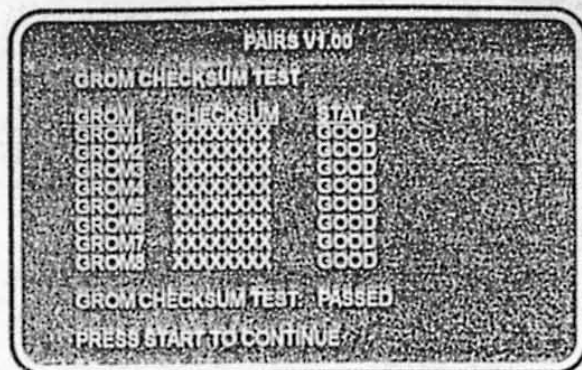 PAIRS V1.00
GROM CHECKSUM TEST
GROM CHECKSUM STAT
GROM1 XXXXXXXX GOOD
GROM2 XXXXXXXX GOOD
GROM3 XXXXXXXX GOOD
GROM4 XXXXXXXX GOOD
GROM5 XXXXXXXX GOOD
GROM6 XXXXXXXX GOOD
GROM7 XXXXXXXX GOOD
GROM8 XXXXXXXX GOOD
GROM CHECKSUM TEST: PASSED
PRESS START TO CONTINUE